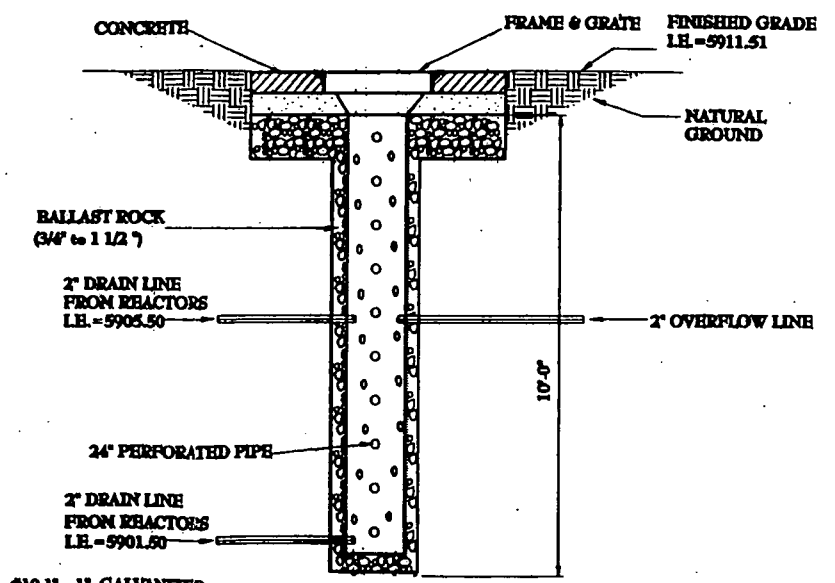 CONCRETE
FRAME & GRATE
FINISHED GRADE
I.E.=5911.51
NATURAL
GROUND
BALLAST ROCK
(3/4" to 1 1/2 ")
2" DRAIN LINE
FROM REACTORS
I.E.=5905.50
2" OVERFLOW LINE
10'-0"
24" PERFORATED PIPE
2" DRAIN LINE
FROM REACTORS
I.E.=5901.50